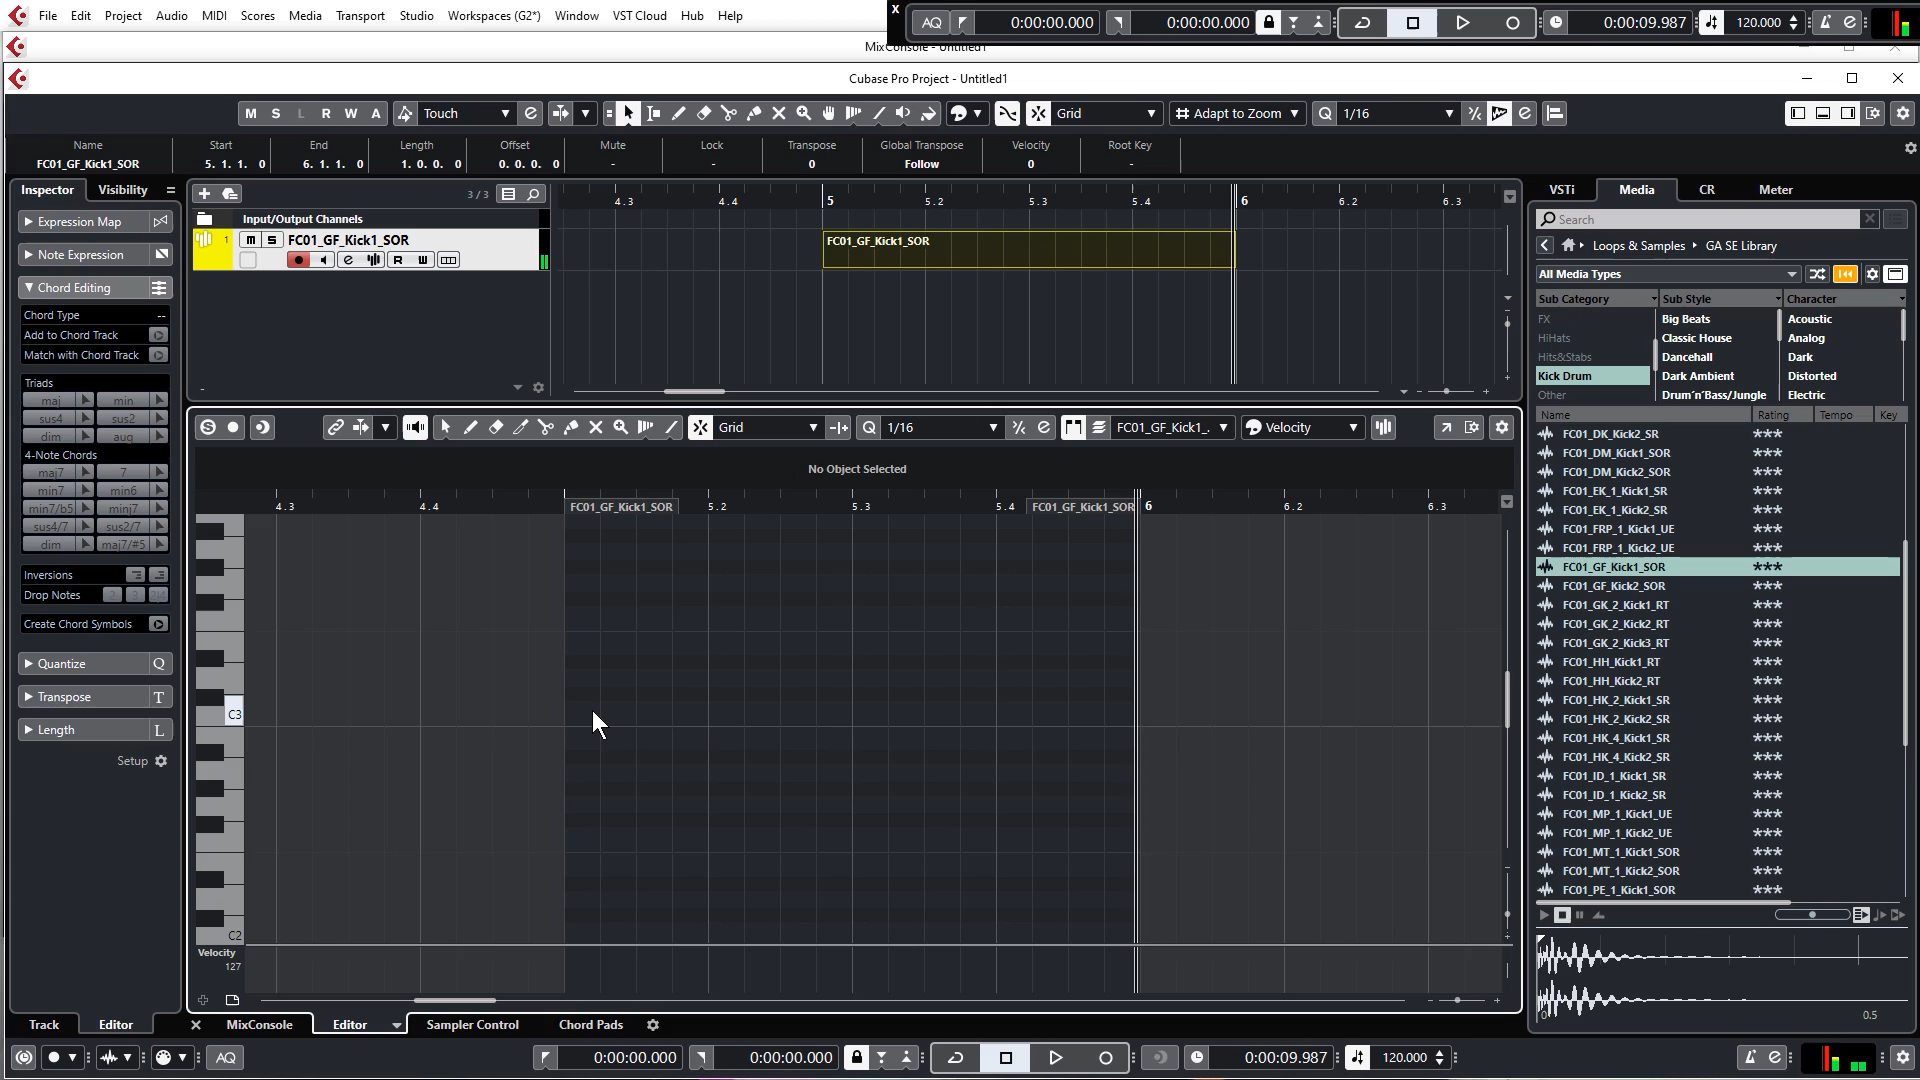 File Edit Project Audio MIDI Scores Media Transport Studio Workspaces (G2*) Window VST Cloud Hub Help
x AQ 0:00:00.000 0:00:00.000 0:00:09.987 120.000
MixConsole - Untitled1
Cubase Pro Project - Untitled1
M S L R W A Touch Grid Adapt to Zoom Q 1/16
Name Start End Length Offset Mute Lock Transpose Global Transpose Velocity Root Key
FC01_GF_Kick1_SOR 5. 1. 1. 0 6. 1. 1. 0 1. 0. 0. 0 0. 0. 0. 0 - - 0 Follow 0 -
Inspector Visibility
3 / 3
4.3 4.4 5 5.2 5.3 5.4 6 6.2 6.3
VSTi Media CR Meter
Input/Output Channels
Search
Expression Map
1 M S FC01_GF_Kick1_SOR
R W
FC01_GF_Kick1_SOR
Loops & Samples GA SE Library
Note Expression
All Media Types
Chord Editing
Sub Category Sub Style Character
Chord Type --
Add to Chord Track
Match with Chord Track
FX Big Beats Acoustic
HiHats Classic House Analog
Hits&Stabs Dancehall Dark
Kick Drum Dark Ambient Distorted
Other Drum´n´Bass/Jungle Electric
Triads
maj min
sus4 sus2
dim aug
4-Note Chords
maj7 7
min7 min6
min7/b5 minj7
sus4/7 sus2/7
dim maj7/#5
Inversions
Drop Notes 2 3 2|4
Create Chord Symbols
Quantize Q
Transpose T
Length L
Setup
Grid Q 1/16 FC01_GF_Kick1_. Velocity
No Object Selected
4.3 4.4 FC01_GF_Kick1_SOR 5.2 5.3 5.4 FC01_GF_Kick1_SOR 6 6.2 6.3
C3
C2
Velocity
127
Name Rating Tempo Key
FC01_DK_Kick2_SR ***
FC01_DM_Kick1_SOR ***
FC01_DM_Kick2_SOR ***
FC01_EK_1_Kick1_SR ***
FC01_EK_1_Kick2_SR ***
FC01_FRP_1_Kick1_UE ***
FC01_FRP_1_Kick2_UE ***
FC01_GF_Kick1_SOR ***
FC01_GF_Kick2_SOR ***
FC01_GK_2_Kick1_RT ***
FC01_GK_2_Kick2_RT ***
FC01_GK_2_Kick3_RT ***
FC01_HH_Kick1_RT ***
FC01_HH_Kick2_RT ***
FC01_HK_2_Kick1_SR ***
FC01_HK_2_Kick2_SR ***
FC01_HK_4_Kick1_SR ***
FC01_HK_4_Kick2_SR ***
FC01_ID_1_Kick1_SR ***
FC01_ID_1_Kick2_SR ***
FC01_MP_1_Kick1_UE ***
FC01_MP_1_Kick2_UE ***
FC01_MT_1_Kick1_SOR ***
FC01_MT_1_Kick2_SOR ***
FC01_PE_1_Kick1_SOR ***
0 0.5
Track Editor MixConsole Editor Sampler Control Chord Pads
AQ 0:00:00.000 0:00:00.000 0:00:09.987 120.000